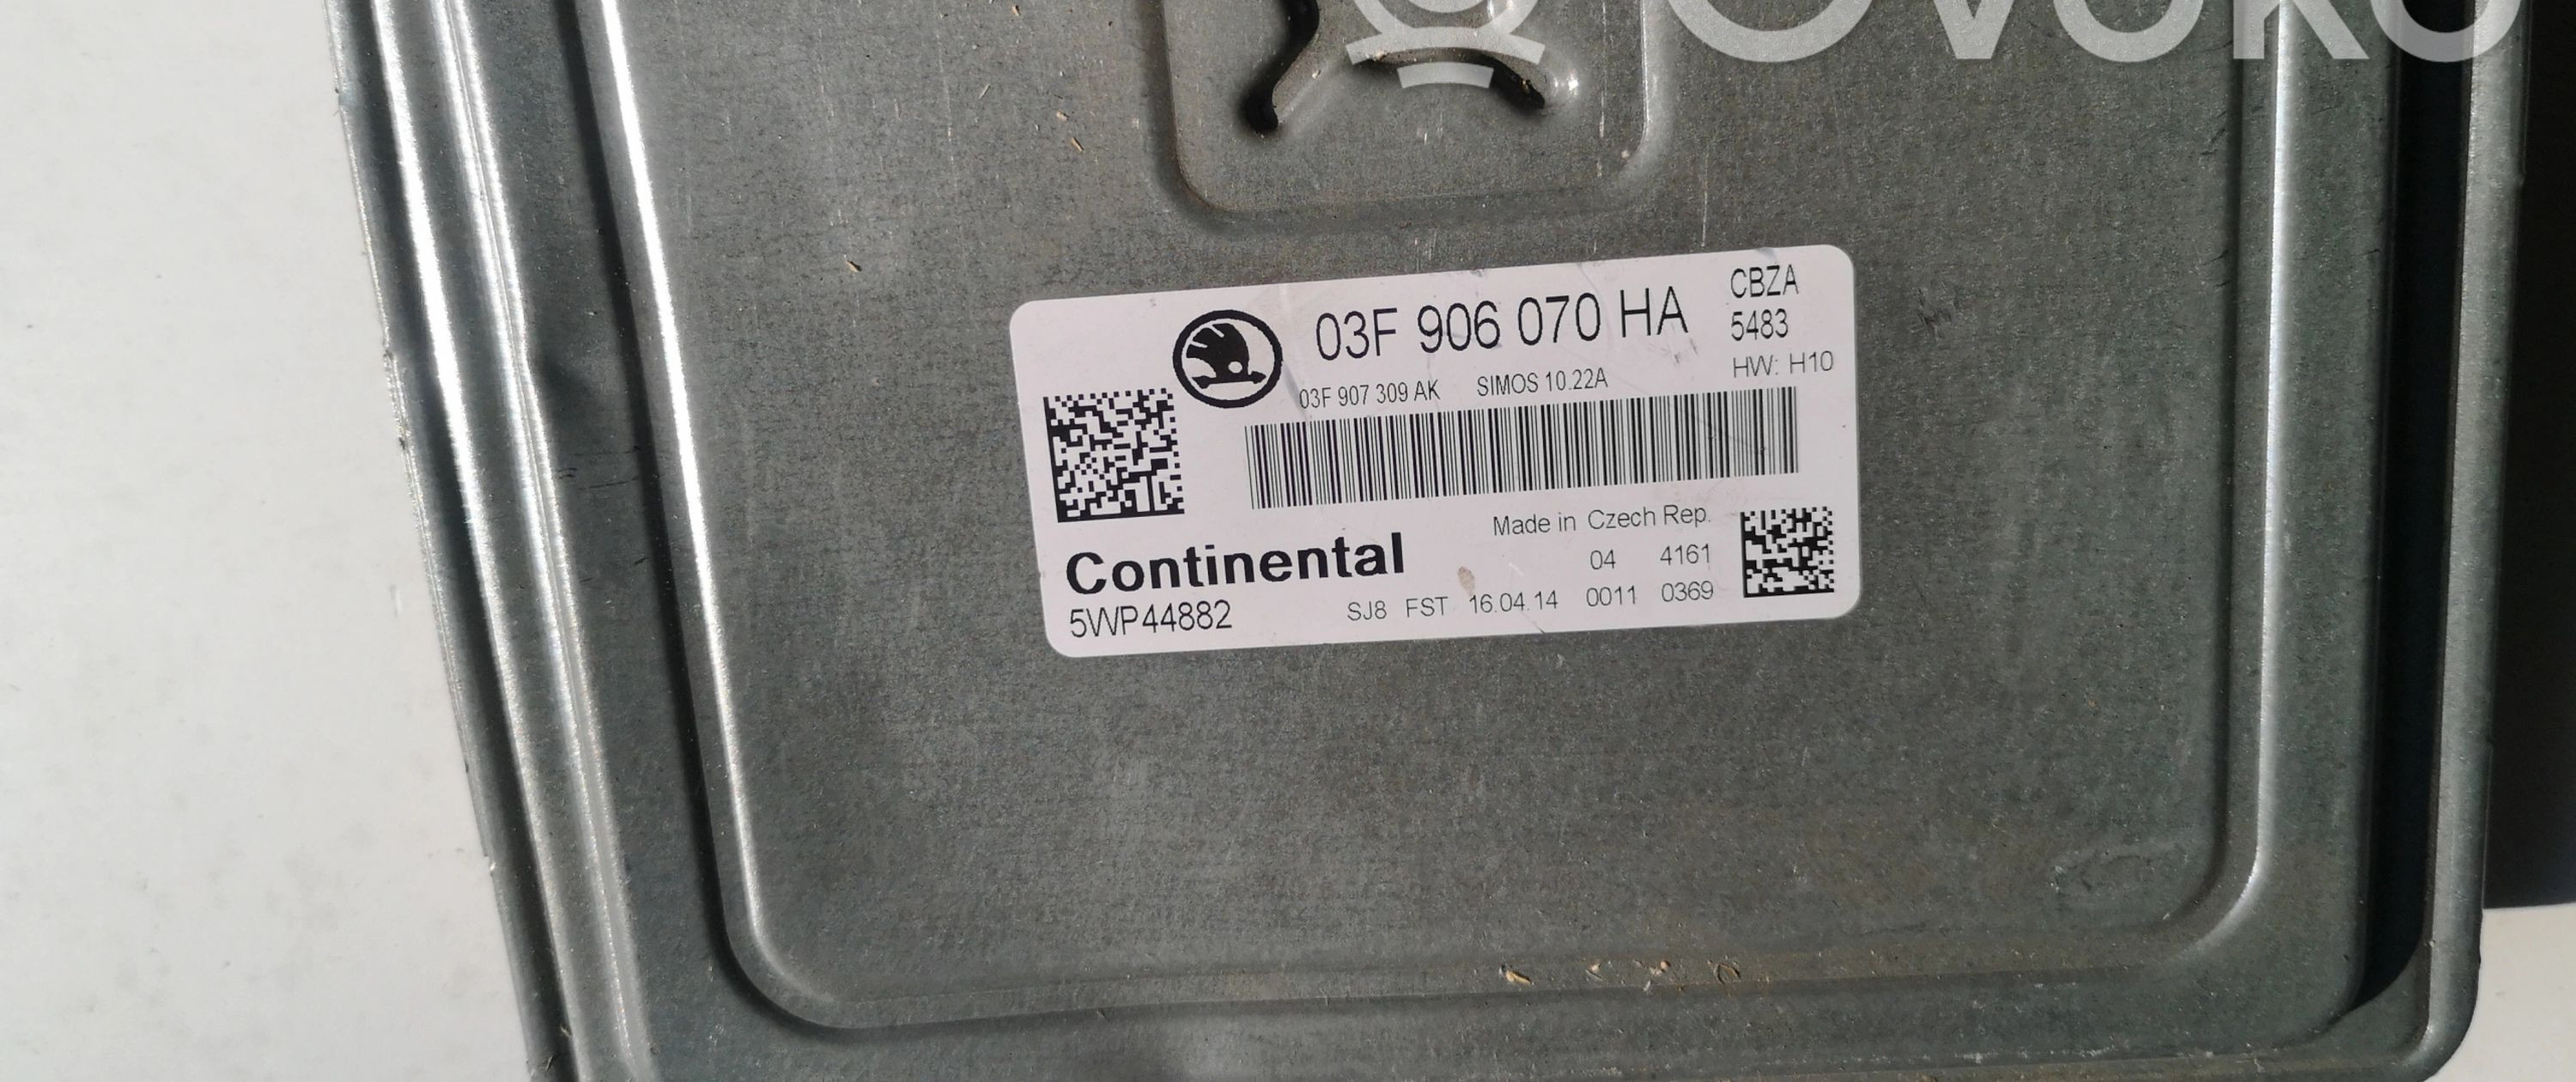 OVOKO
03F 906 070 HA
CBZA
5483
HW: H10
03F 907 309 AK SIMOS 10.22A
Made in Czech Rep.
Continental
04 4161
5WP44882
SJ8 FST 16.04.14 0011 0369